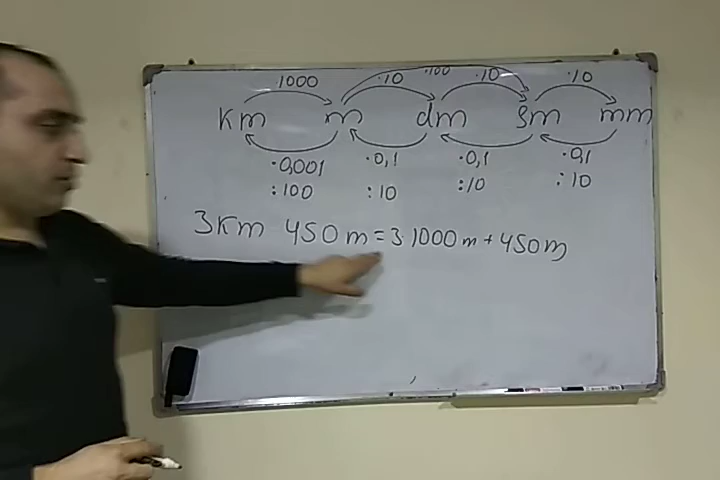 ·1000 ·10 ·100 ·10 ·10
km m dm sm mm
·0,001 ·0,1 ·0,1 ·0,1
:100 :10 :10 :10
3km 450m=3·1000m+450m